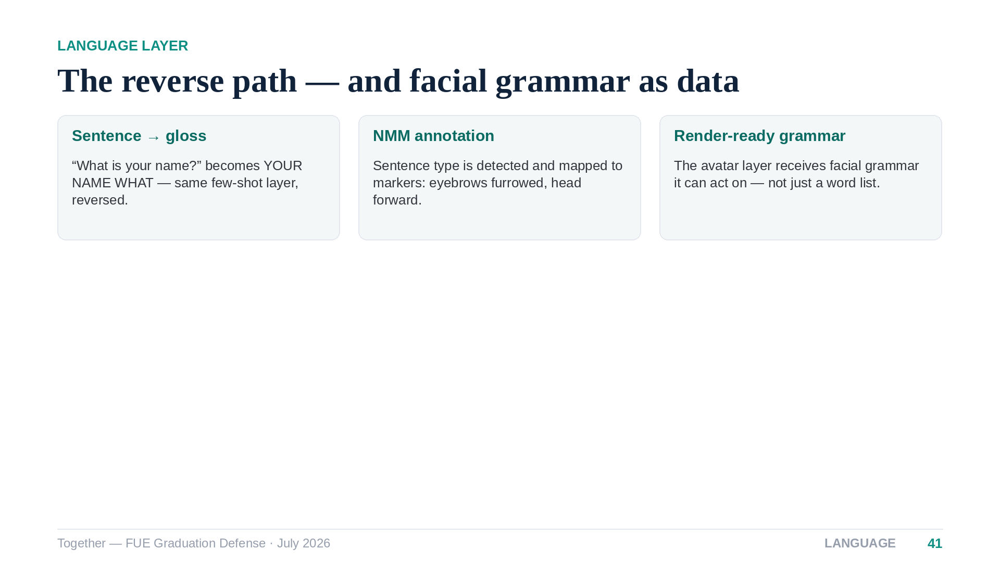 LANGUAGE LAYER
The reverse path — and facial grammar as data
Sentence → gloss
“What is your name?” becomes YOUR
NAME WHAT — same few-shot layer,
reversed.
NMM annotation
Sentence type is detected and mapped to
markers: eyebrows furrowed, head
forward.
Render-ready grammar
The avatar layer receives facial grammar
it can act on — not just a word list.
Together — FUE Graduation Defense · July 2026
LANGUAGE
41